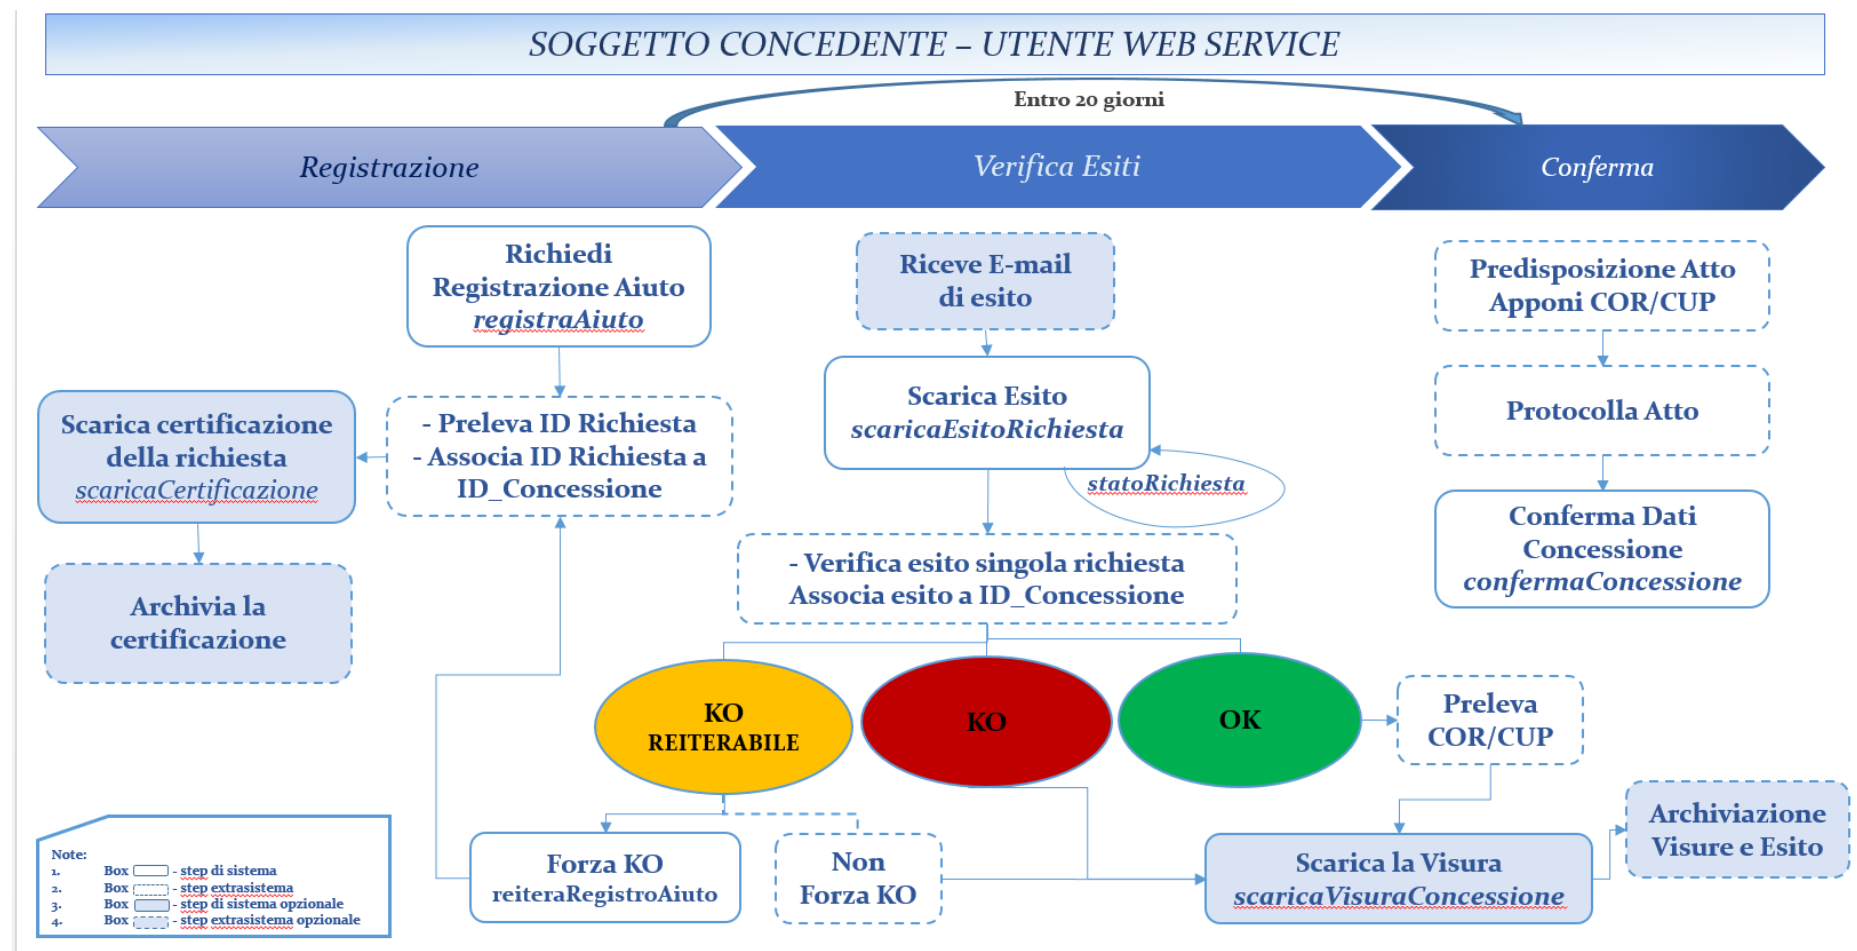 SOGGETTO CONCEDENTE – UTENTE WEB SERVICE
Entro 20 giorni
Registrazione
Verifica Esiti
Conferma
Richiedi
Registrazione Aiuto
registraAiuto
- Preleva ID Richiesta
- Associa ID Richiesta a
ID_Concessione
Scarica certificazione
della richiesta
scaricaCertificazione
Archivia la
certificazione
Riceve E-mail
di esito
Scarica Esito
scaricaEsitoRichiesta
statoRichiesta
- Verifica esito singola richiesta
Associa esito a ID_Concessione
KO
REITERABILE
KO
OK
Forza KO
reiteraRegistroAiuto
Non
Forza KO
Preleva
COR/CUP
Scarica la Visura
scaricaVisuraConcessione
Archiviazione
Visure e Esito
Predisposizione Atto
Apponi COR/CUP
Protocolla Atto
Conferma Dati
Concessione
confermaConcessione
Note:
1. Box - step di sistema
2. Box - step extrasistema
3. Box - step di sistema opzionale
4. Box - step extrasistema opzionale